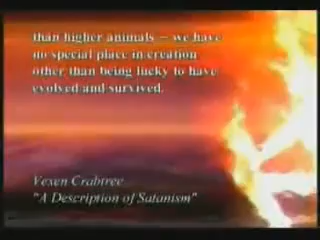 than higher animals – we have
no special place in creation
other than being lucky to have
evolved and survived.
Vexen Crabtree
"A Description of Satanism"